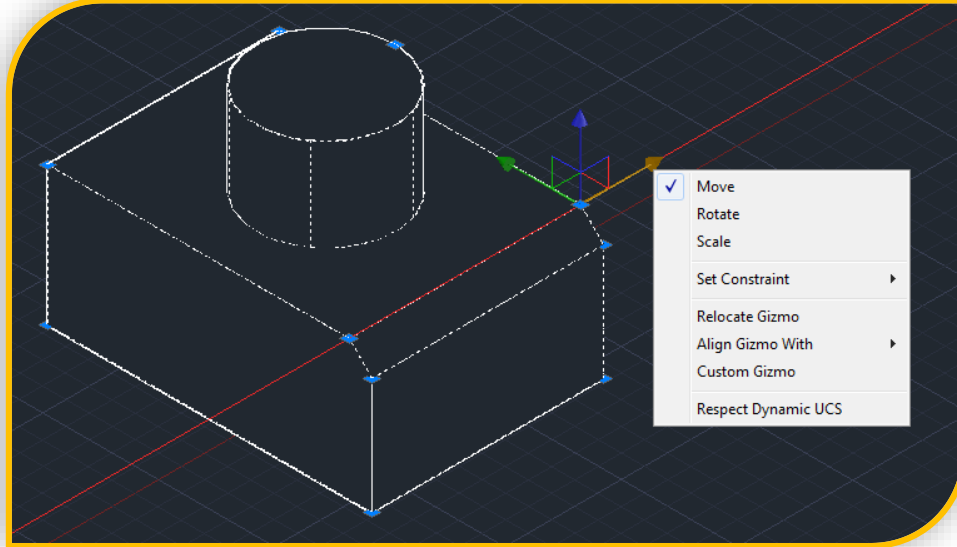 Move
Rotate
Scale
Set Constraint
Relocate Gizmo
Align Gizmo With
Custom Gizmo
Respect Dynamic UCS